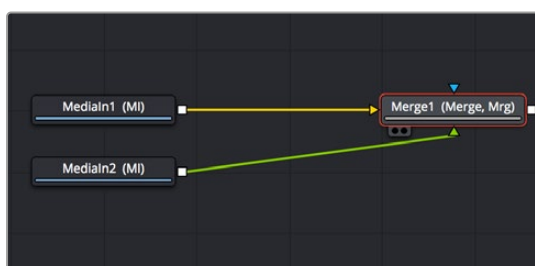 MediaIn1 (MI)
Merge1 (Merge, Mrg)
MediaIn2 (MI)